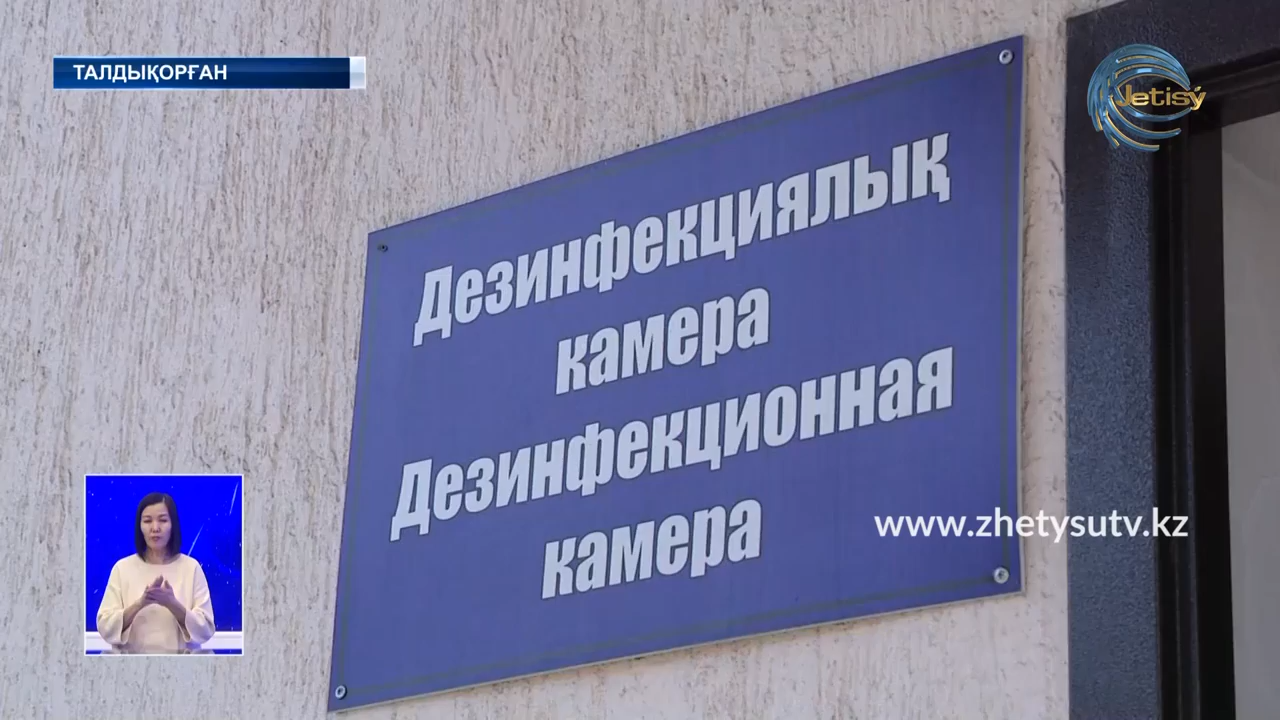 ТАЛДЫҚОРҒАН
Jetisý
Дезинфекциялық
камера
Дезинфекционная
камера
www.zhetysutv.kz